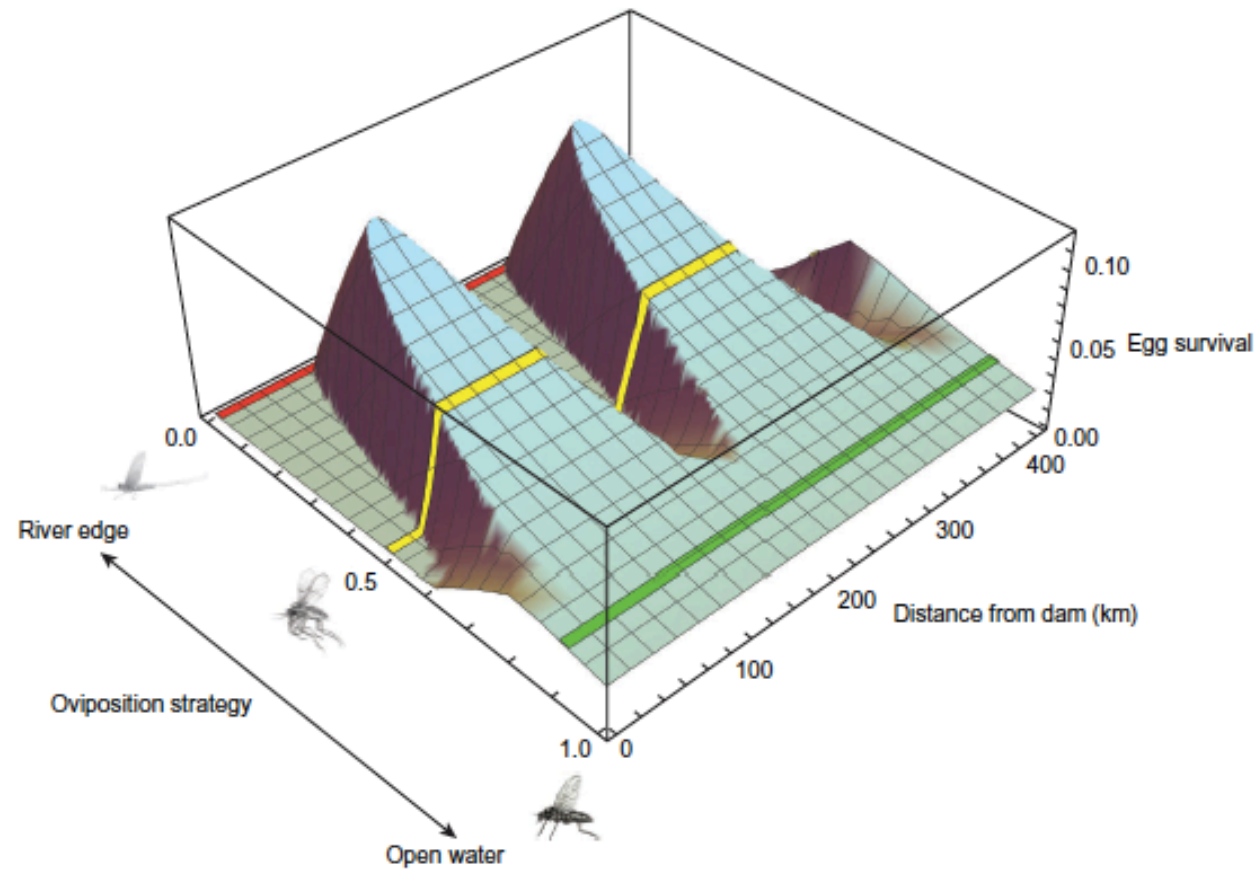 0.10
0.05
Egg survival
0.00
400
300
200
Distance from dam (km)
100
0
0.0
River edge
0.5
Oviposition strategy
1.0
Open water